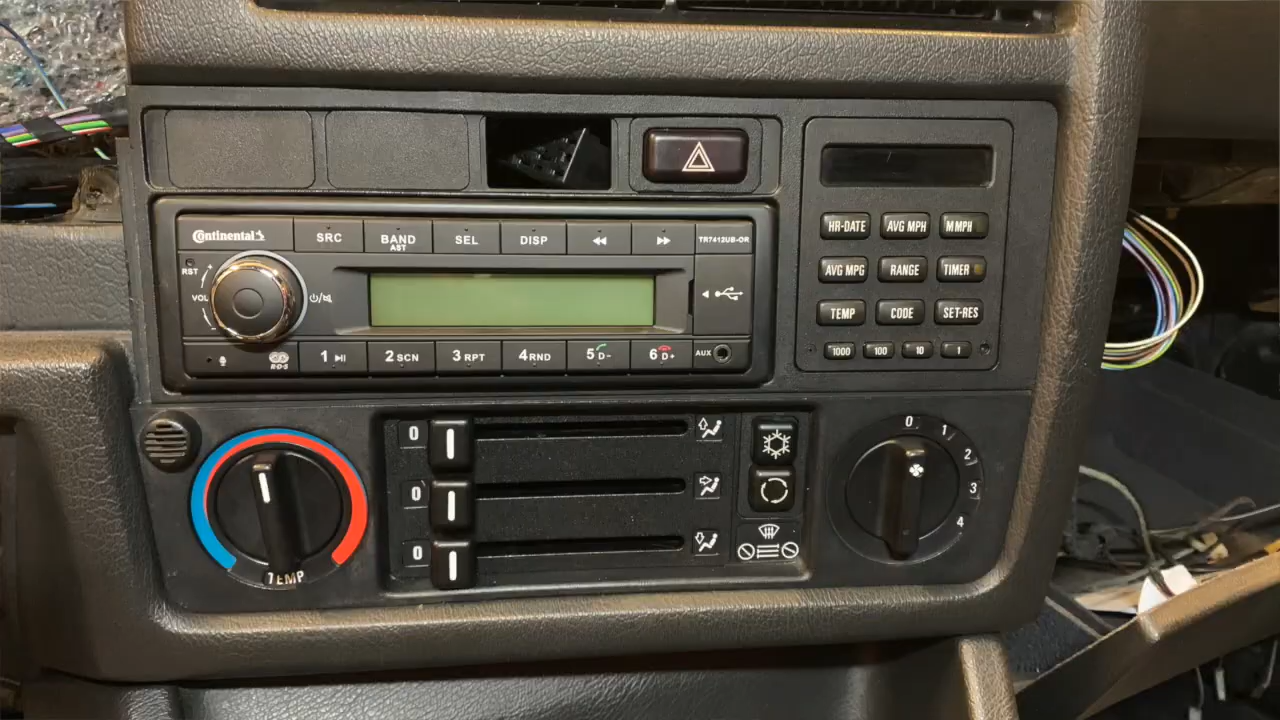 Continental SRC BAND AST SEL DISP TR7412UB-OR
RST
VOL
1 2 SCN 3 RPT 4 RND 5 D- 6 D+ AUX
R·D·S
HR-DATE AVG MPH M MPH
AVG MPG RANGE TIMER
TEMP CODE SET-RES
1000 100 10 1
0
0
0
TEMP
0 1 2 3 4